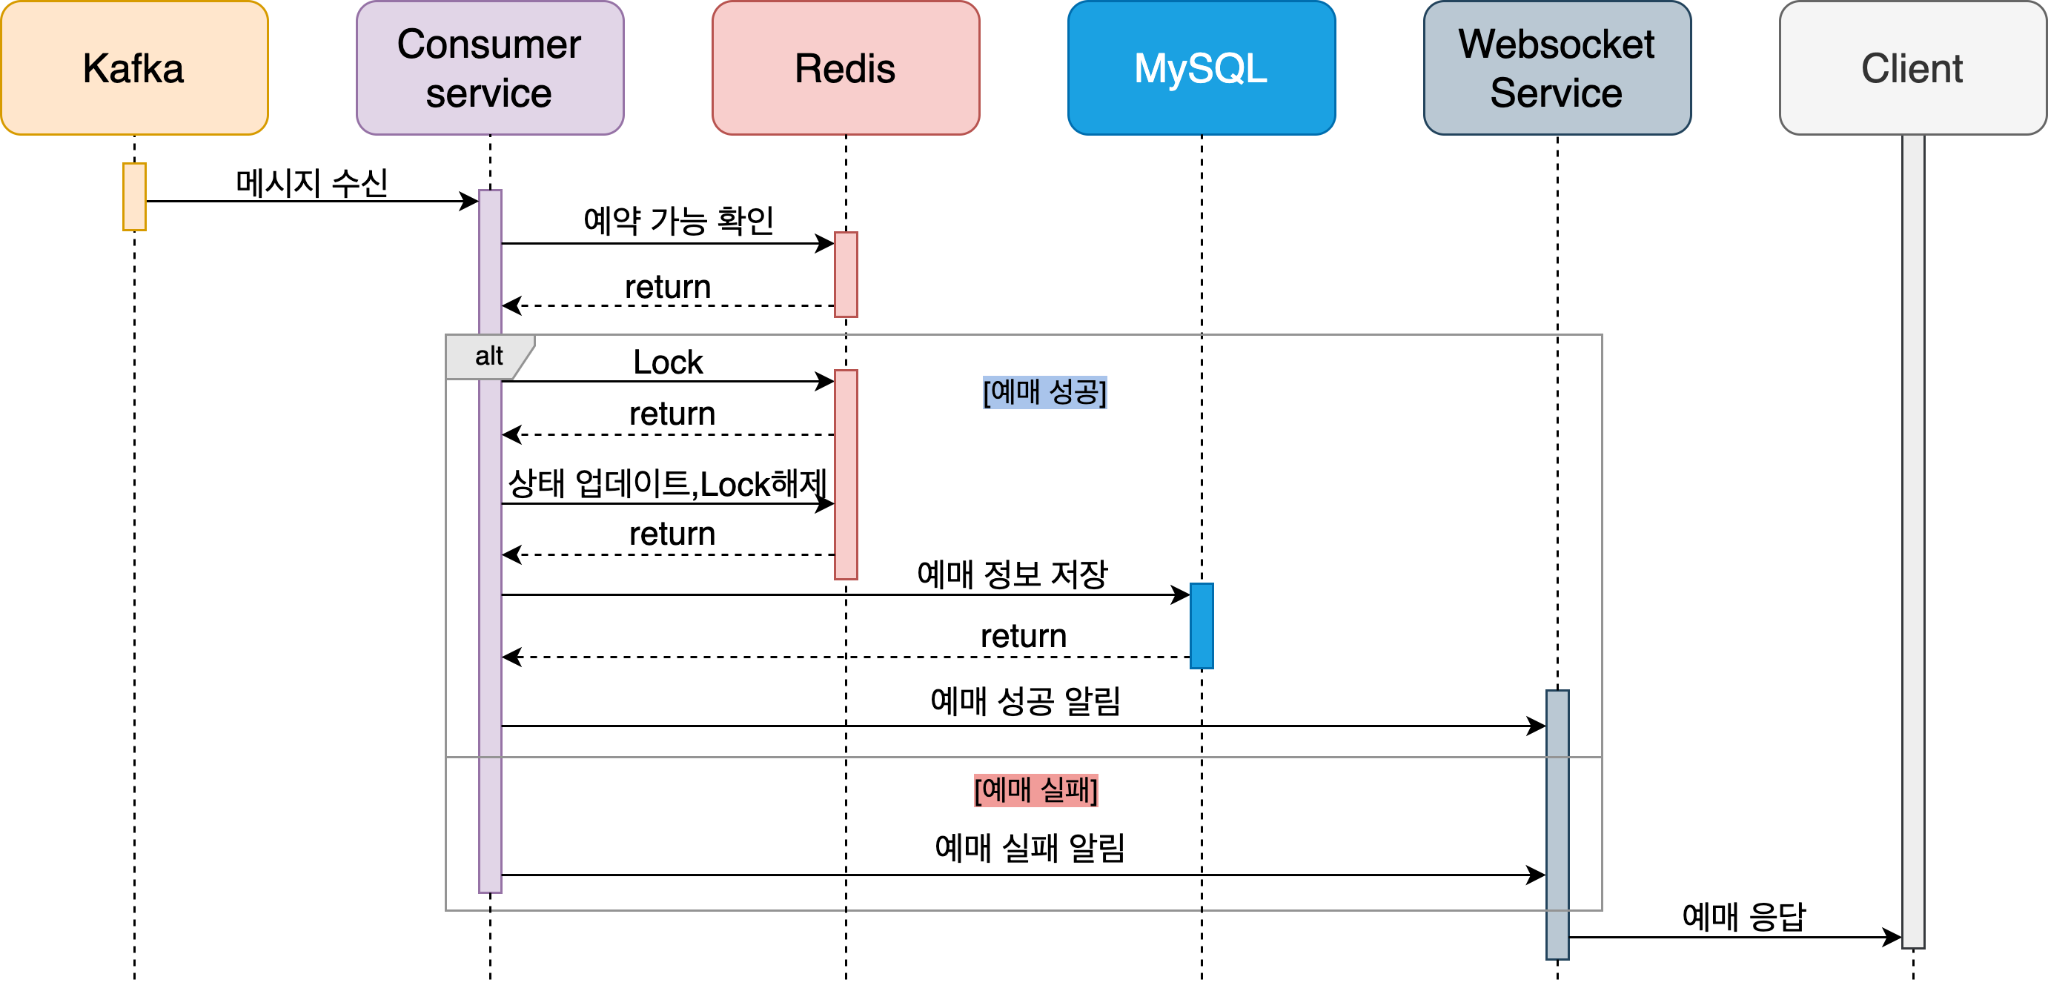 Kafka
Consumer
service
Redis
MySQL
Websocket
Service
Client
메시지 수신
예약 가능 확인
return
alt
Lock
[예매 성공]
return
상태 업데이트,Lock해제
return
예매 정보 저장
return
예매 성공 알림
[예매 실패]
예매 실패 알림
예매 응답